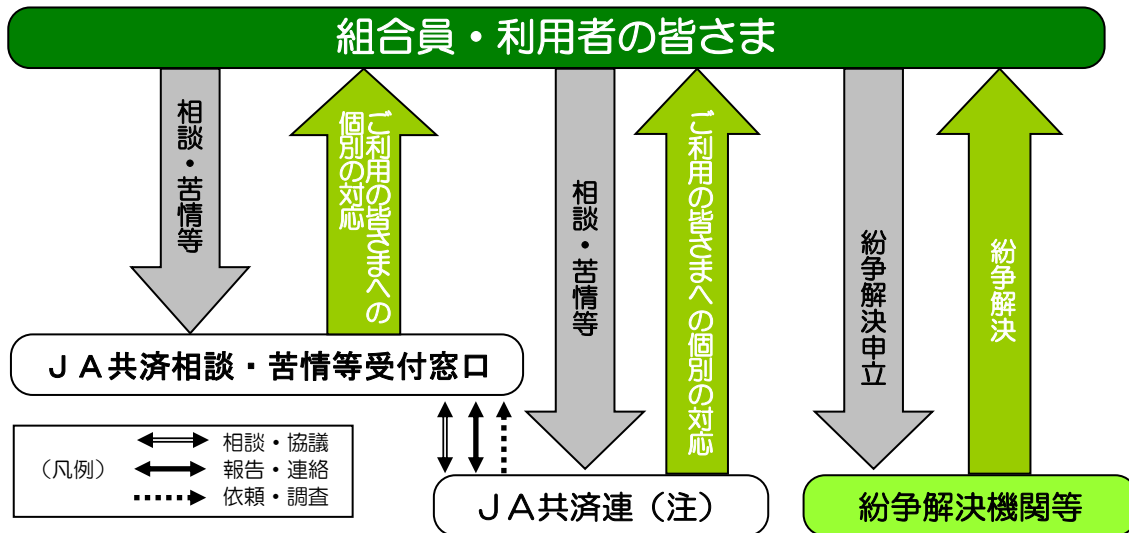 組合員・利用者の皆さま
相談・苦情等
ご利用の皆さまへの
個別の対応
相談・苦情等
ご利用の皆さまへの個別の対応
紛争解決申立
紛争解決
ＪＡ共済相談・苦情等受付窓口
（凡例）
相談・協議
報告・連絡
依頼・調査
ＪＡ共済連（注）
紛争解決機関等